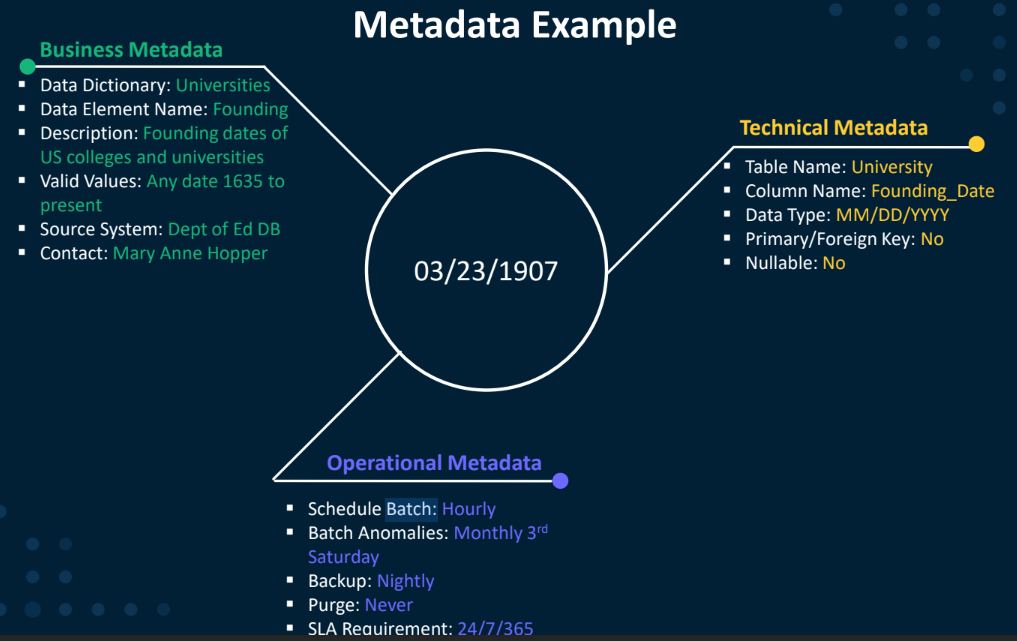 Metadata Example
Business Metadata
▪ Data Dictionary: Universities
▪ Data Element Name: Founding
▪ Description: Founding dates of
US colleges and universities
▪ Valid Values: Any date 1635 to
present
▪ Source System: Dept of Ed DB
▪ Contact: Mary Anne Hopper
Technical Metadata
▪ Table Name: University
▪ Column Name: Founding_Date
▪ Data Type: MM/DD/YYYY
▪ Primary/Foreign Key: No
▪ Nullable: No
03/23/1907
Operational Metadata
▪ Schedule Batch: Hourly
▪ Batch Anomalies: Monthly 3rd
Saturday
▪ Backup: Nightly
▪ Purge: Never
▪ SLA Requirement: 24/7/365